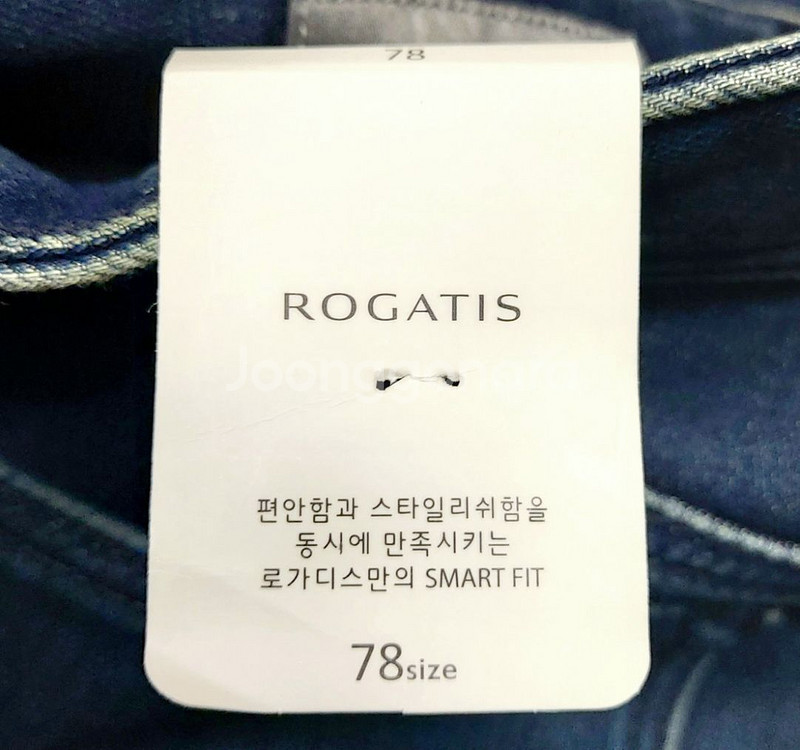 78
ROGATIS
Joonggonara
편안함과 스타일리쉬함을
동시에 만족시키는
로가디스만의 SMART FIT
78size